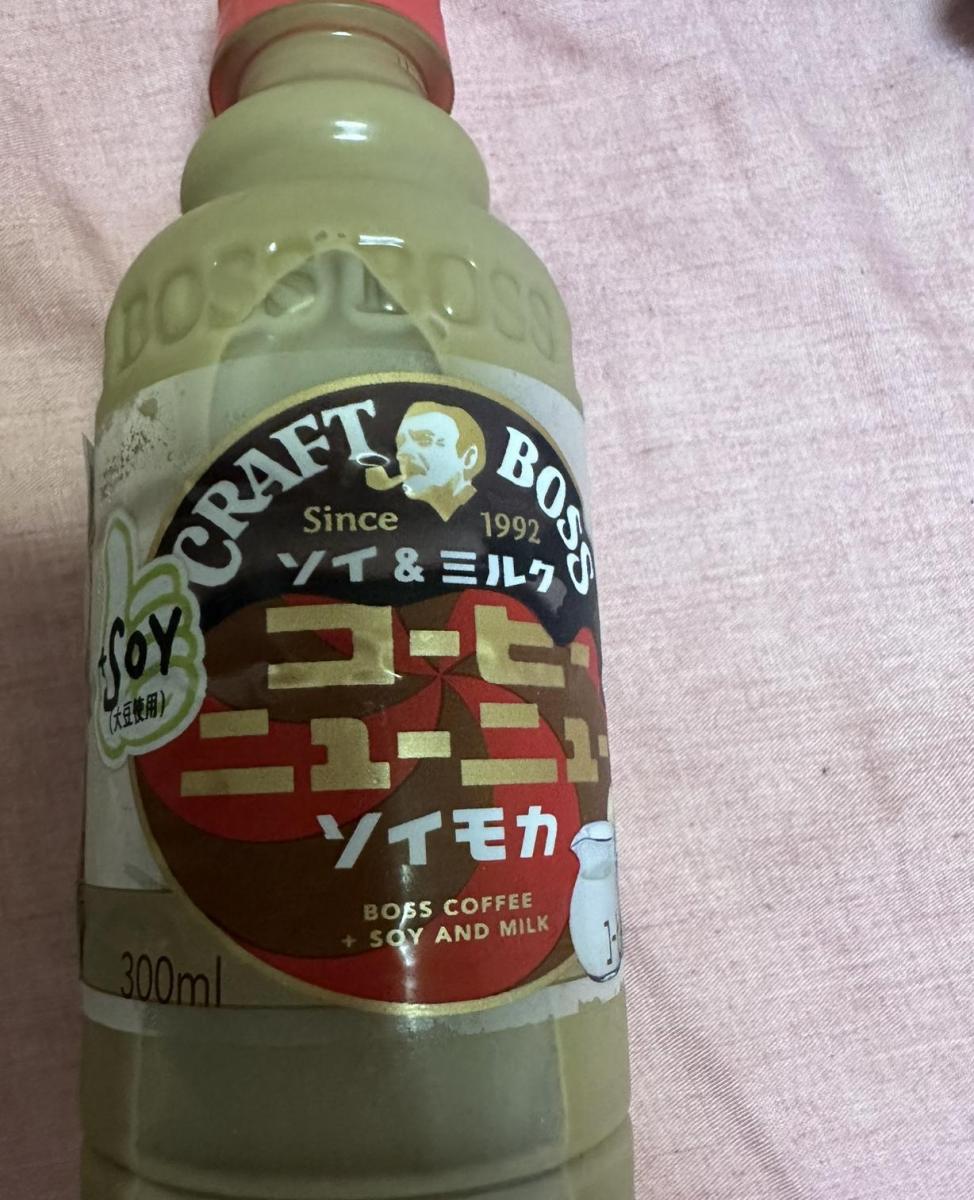 BOSS BOSS
CRAFT BOSS
Since 1992
ソイ&ミルク
コーヒー
ニューニュー
ソイモカ
BOSS COFFEE
+ SOY AND MILK
+SOY
(大豆使用)
300ml